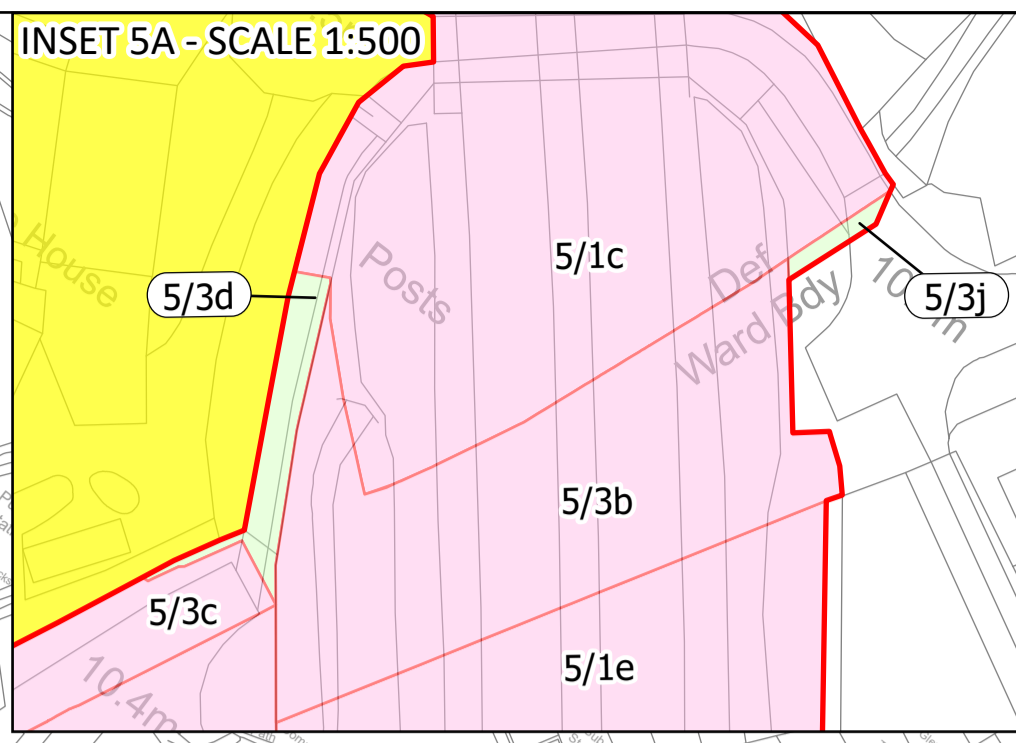 INSET 5A - SCALE 1:500
House
5/1c
Posts
Def
Ward Bdy
5/3d
5/3j
5/3b
5/3c
5/1e
10.4m